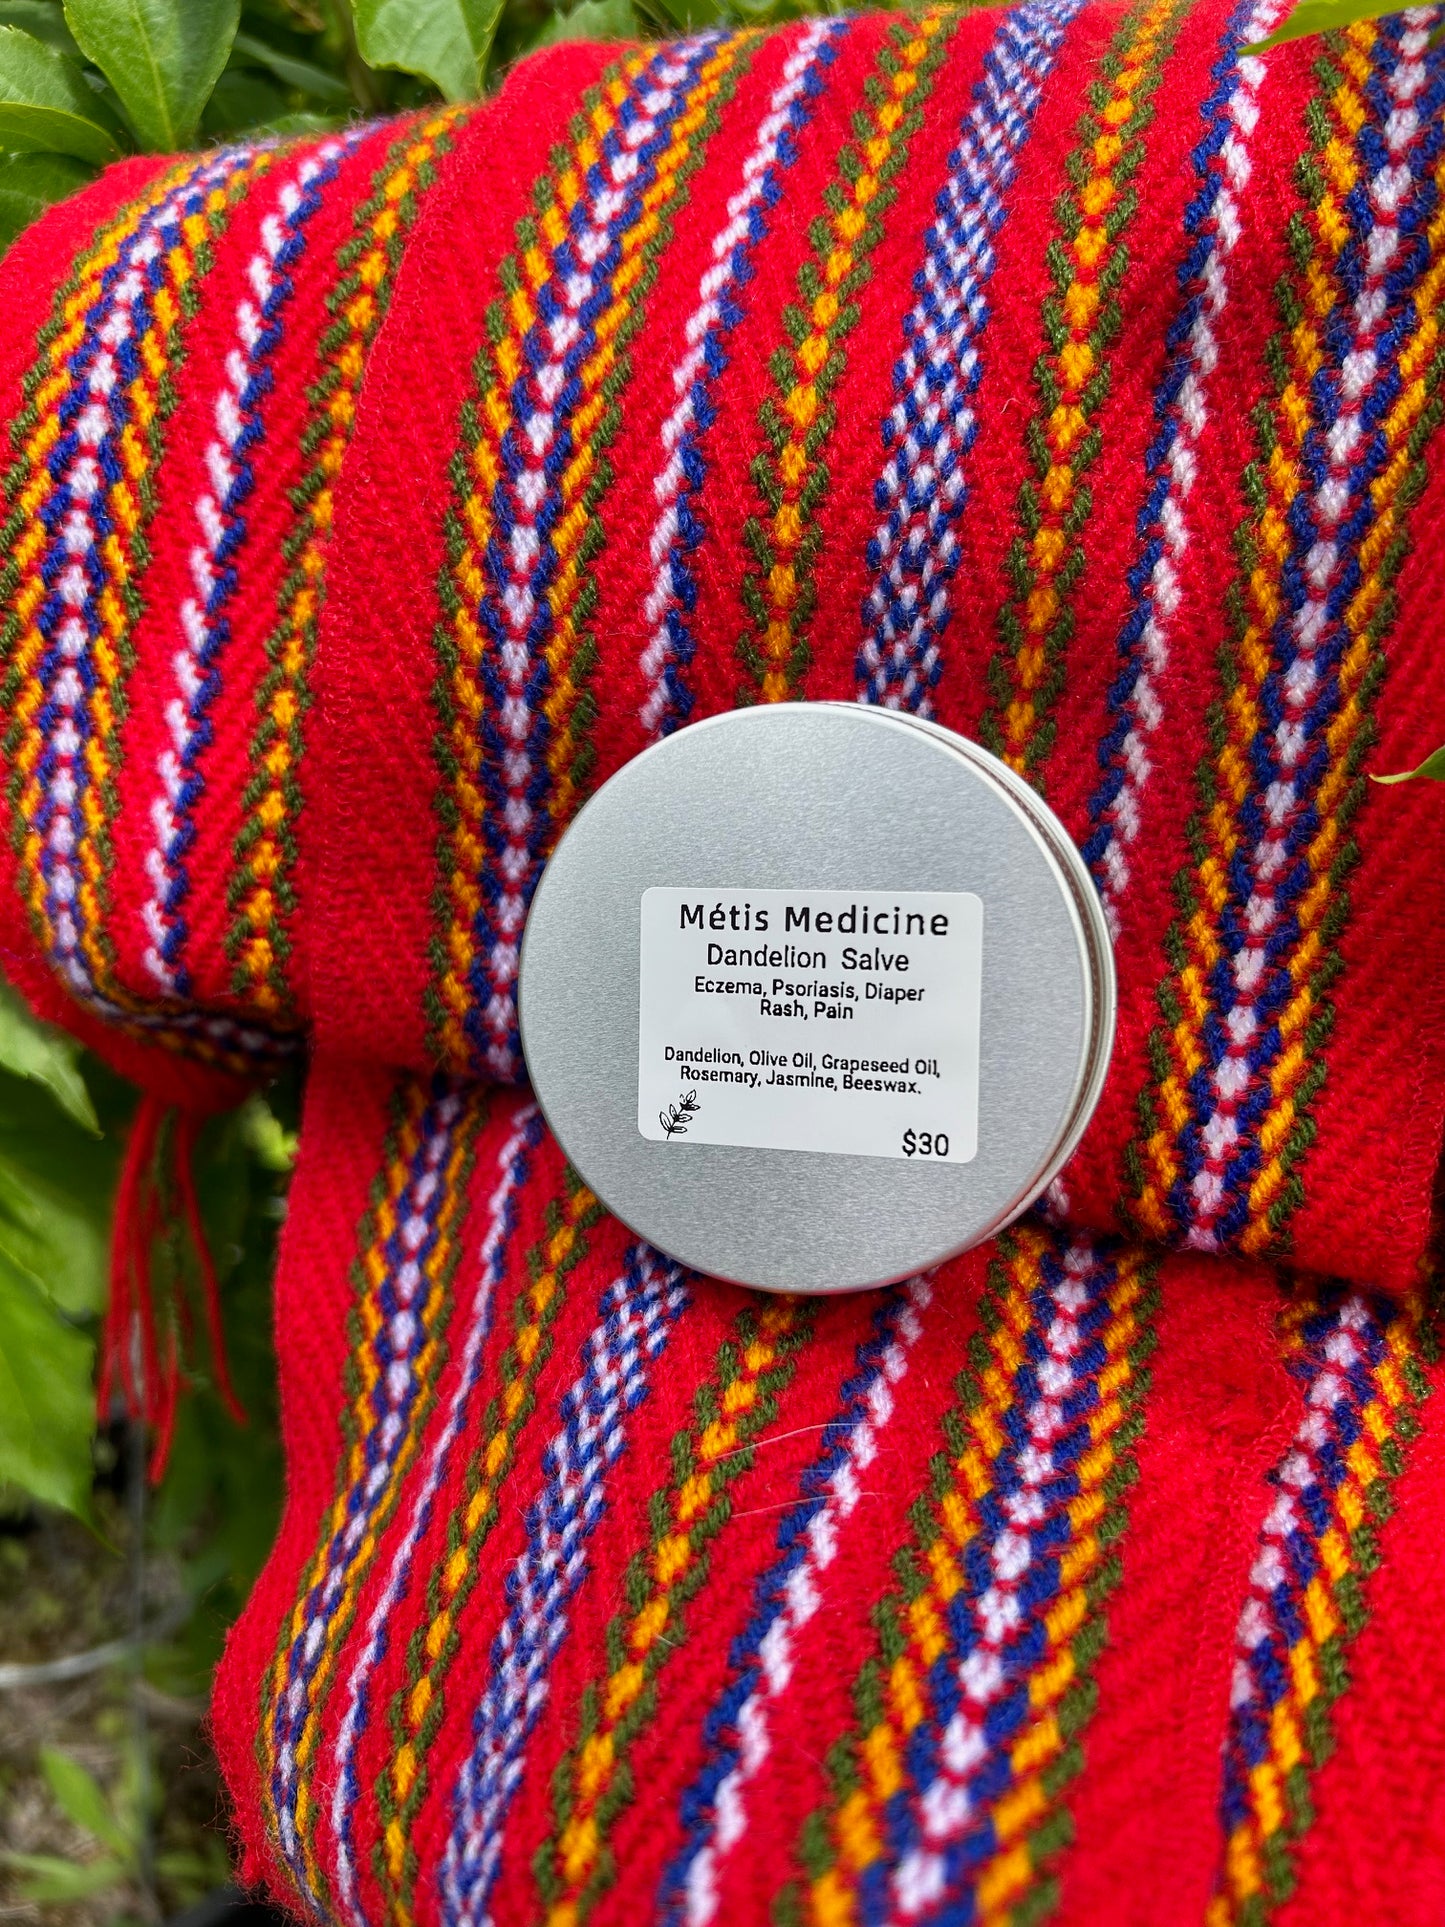 Métis Medicine
Dandelion Salve
Eczema, Psoriasis, Diaper
Rash, Pain
Dandelion, Olive Oil, Grapeseed Oil,
Rosemary, Jasmine, Beeswax.
$30